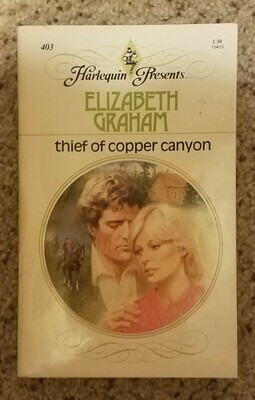 403
1.50
Harlequin Presents...
ELIZABETH
GRAHAM
thief of copper canyon